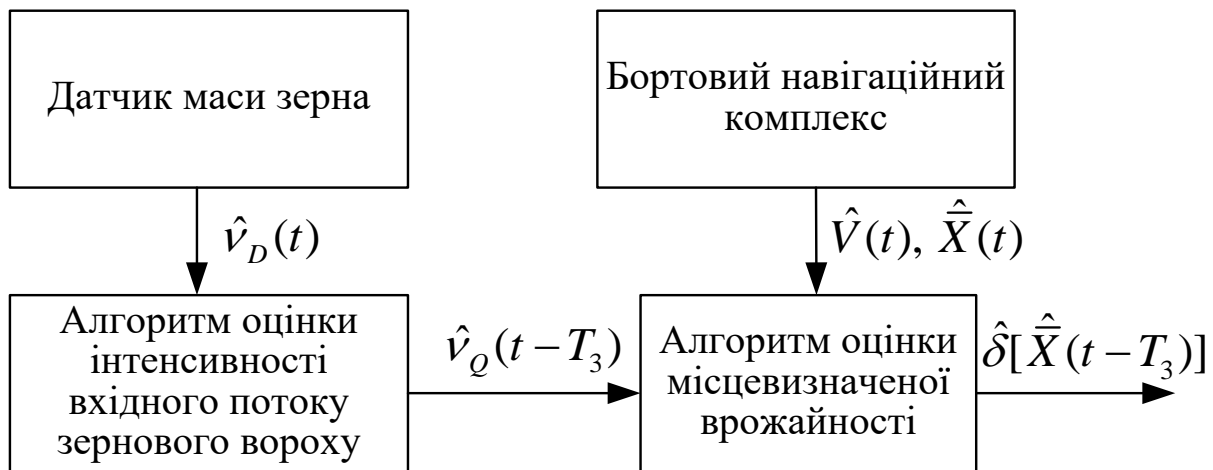 Датчик маси зерна
Бортовий навігаційний
комплекс
ν̂_D(t)
V̂(t), X̄̂(t)
Алгоритм оцінки
інтенсивності
вхідного потоку
зернового вороху
ν̂_Q(t − T_3)
Алгоритм оцінки
місцевизначеної
врожайності
δ̂[X̄̂(t − T_3)]